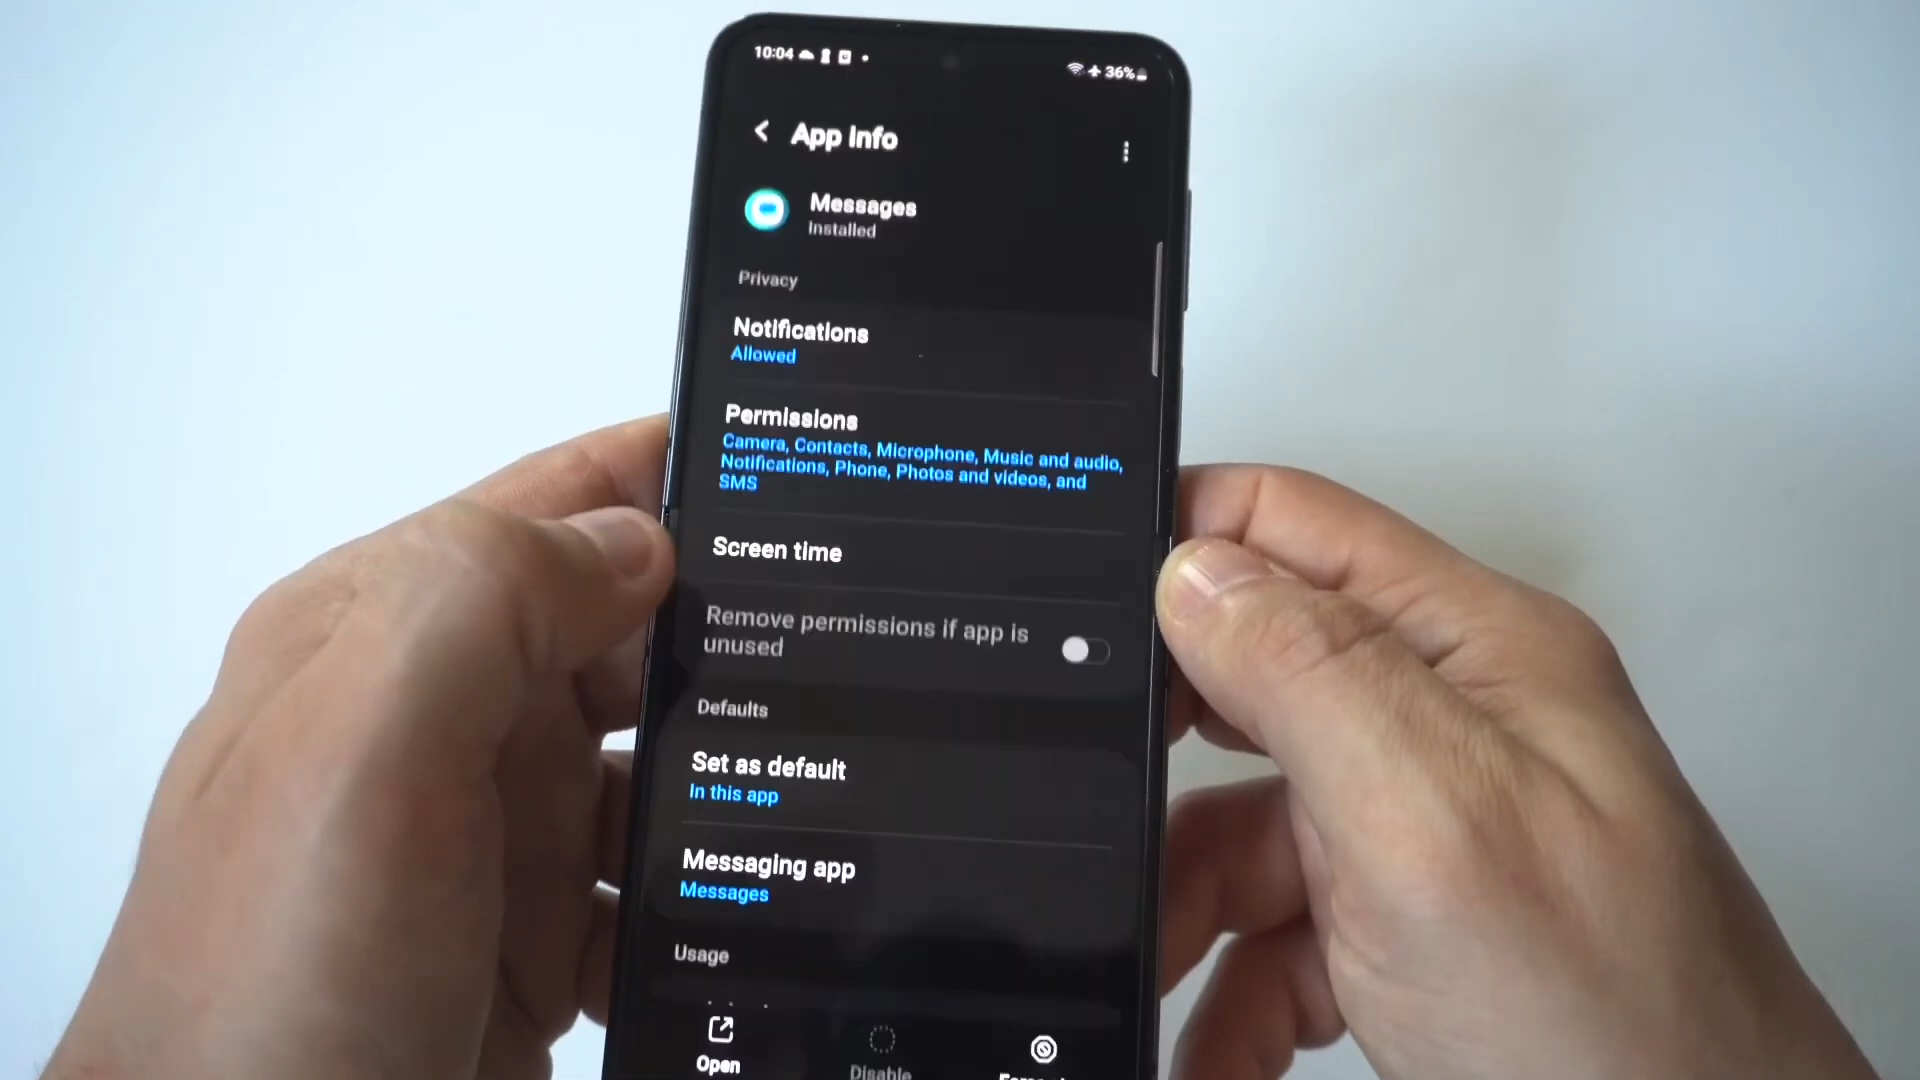 10:04
36%
App info
Messages
Installed
Privacy
Notifications
Allowed
Permissions
Camera, Contacts, Microphone, Music and audio,
Notifications, Phone, Photos and videos, and
SMS
Screen time
Remove permissions if app is
unused
Defaults
Set as default
In this app
Messaging app
Messages
Usage
Open
Disable